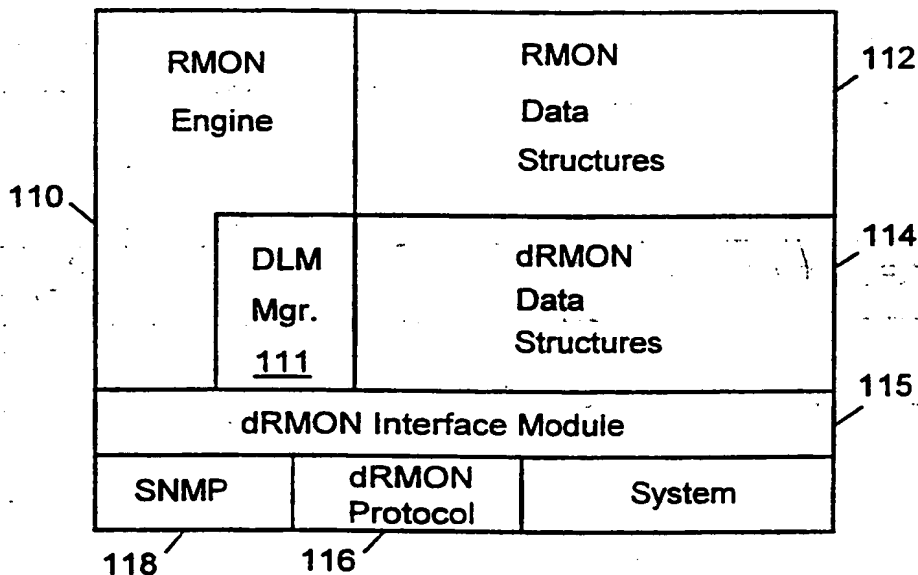 RMON
Engine
RMON
Data
Structures
112
110
DLM
Mgr.
111
dRMON
Data
Structures
114
115
dRMON Interface Module
SNMP
dRMON
Protocol
System
118
116